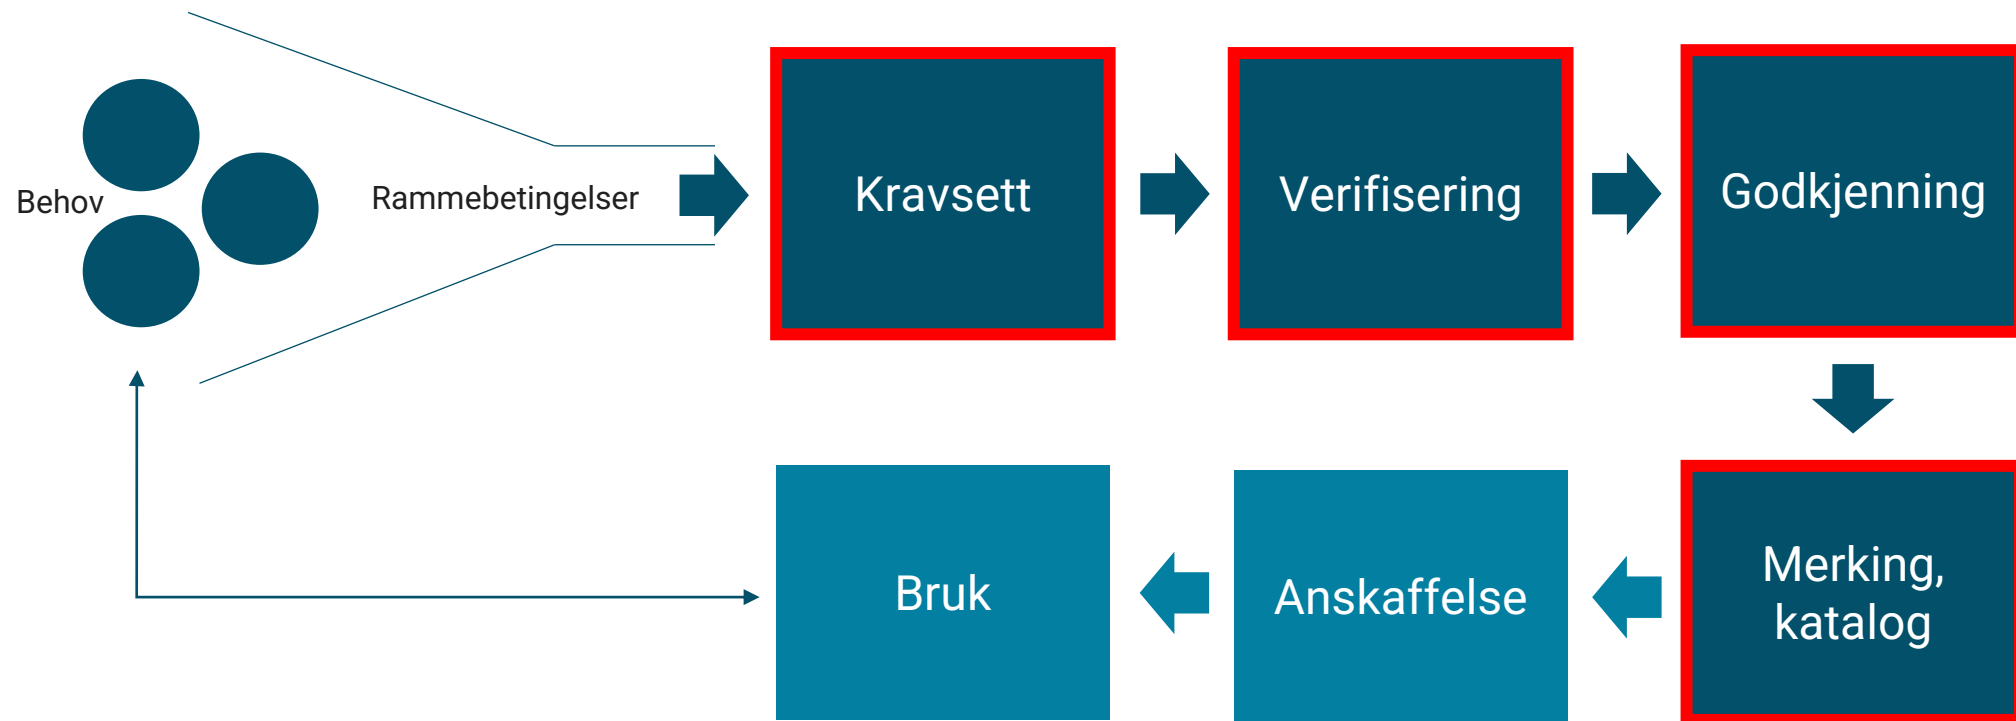 Behov
Rammebetingelser
Kravsett
Verifisering
Godkjenning
Merking,
katalog
Anskaffelse
Bruk